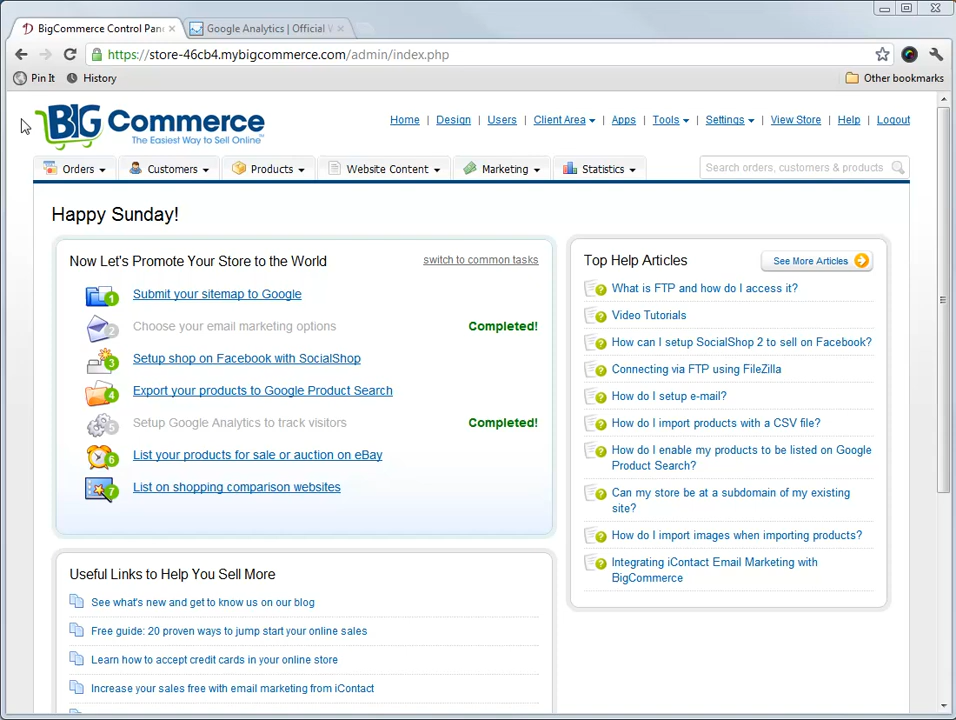 BigCommerce Control Pan
Google Analytics | Official W
https://store-46cb4.mybigcommerce.com/admin/index.php
Pin It
History
Other bookmarks
BIG Commerce
The Easiest Way to Sell Online™
Home | Design | Users | Client Area | Apps | Tools | Settings | View Store | Help | Logout
Orders
Customers
Products
Website Content
Marketing
Statistics
Search orders, customers & products
Happy Sunday!
Now Let's Promote Your Store to the World
switch to common tasks
1
Submit your sitemap to Google
2
Choose your email marketing options
Completed!
3
Setup shop on Facebook with SocialShop
4
Export your products to Google Product Search
5
Setup Google Analytics to track visitors
Completed!
6
List your products for sale or auction on eBay
7
List on shopping comparison websites
Top Help Articles
See More Articles
What is FTP and how do I access it?
Video Tutorials
How can I setup SocialShop 2 to sell on Facebook?
Connecting via FTP using FileZilla
How do I setup e-mail?
How do I import products with a CSV file?
How do I enable my products to be listed on Google
Product Search?
Can my store be at a subdomain of my existing
site?
How do I import images when importing products?
Integrating iContact Email Marketing with
BigCommerce
Useful Links to Help You Sell More
See what's new and get to know us on our blog
Free guide: 20 proven ways to jump start your online sales
Learn how to accept credit cards in your online store
Increase your sales free with email marketing from iContact